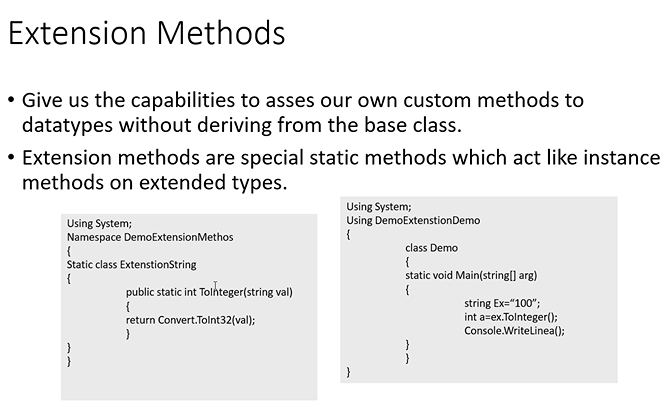 Extension Methods
• Give us the capabilities to asses our own custom methods to
datatypes without deriving from the base class.
• Extension methods are special static methods which act like instance
methods on extended types.
Using System;
Namespace DemoExtensionMethos
{
Static class ExtenstionString
{
public static int ToInteger(string val)
{
return Convert.ToInt32(val);
}
}
}
Using System;
Using DemoExtenstionDemo
{
class Demo
{
static void Main(string[] arg)
{
string Ex=“100”;
int a=ex.ToInteger();
Console.WriteLinea();
}
}
}